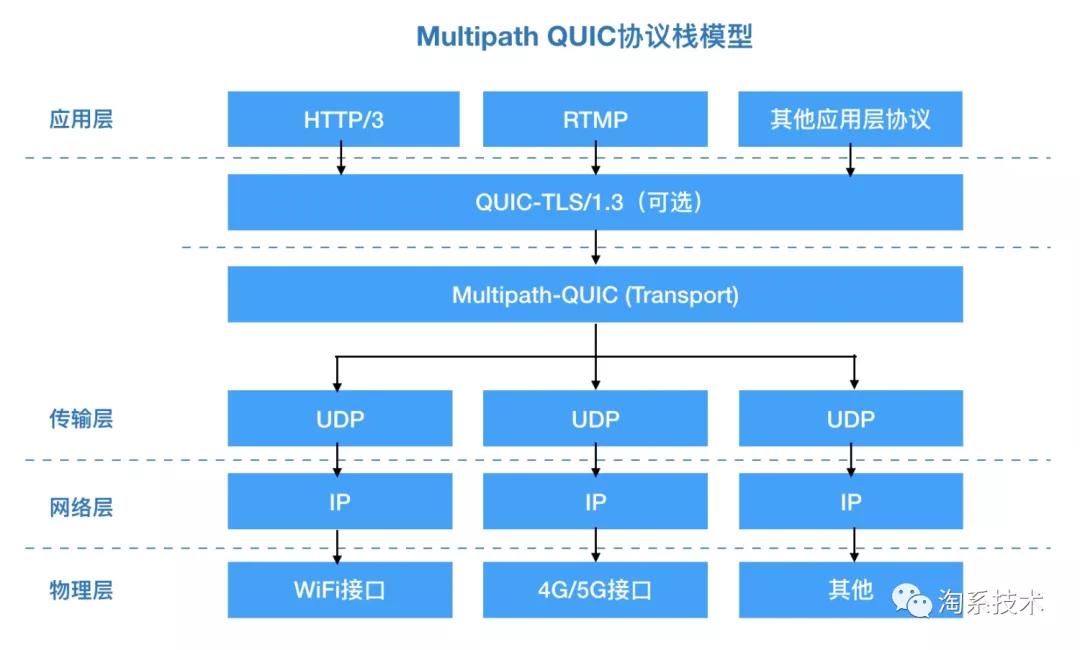 Multipath QUIC协议栈模型
应用层
HTTP/3
RTMP
其他应用层协议
QUIC-TLS/1.3（可选）
Multipath-QUIC (Transport)
传输层
UDP
UDP
UDP
网络层
IP
IP
IP
物理层
WiFi接口
4G/5G接口
其他
淘系技术